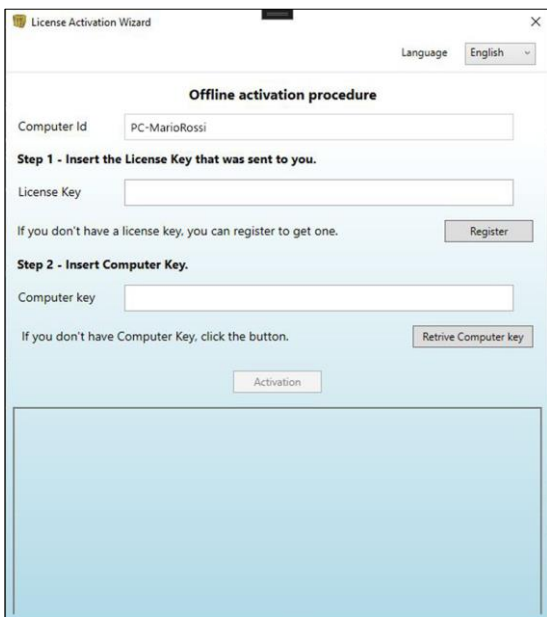 License Activation Wizard
Language English
Offline activation procedure
Computer Id PC-MarioRossi
Step 1 - Insert the License Key that was sent to you.
License Key
If you don't have a license key, you can register to get one. Register
Step 2 - Insert Computer Key.
Computer key
If you don't have Computer Key, click the button. Retrive Computer key
Activation